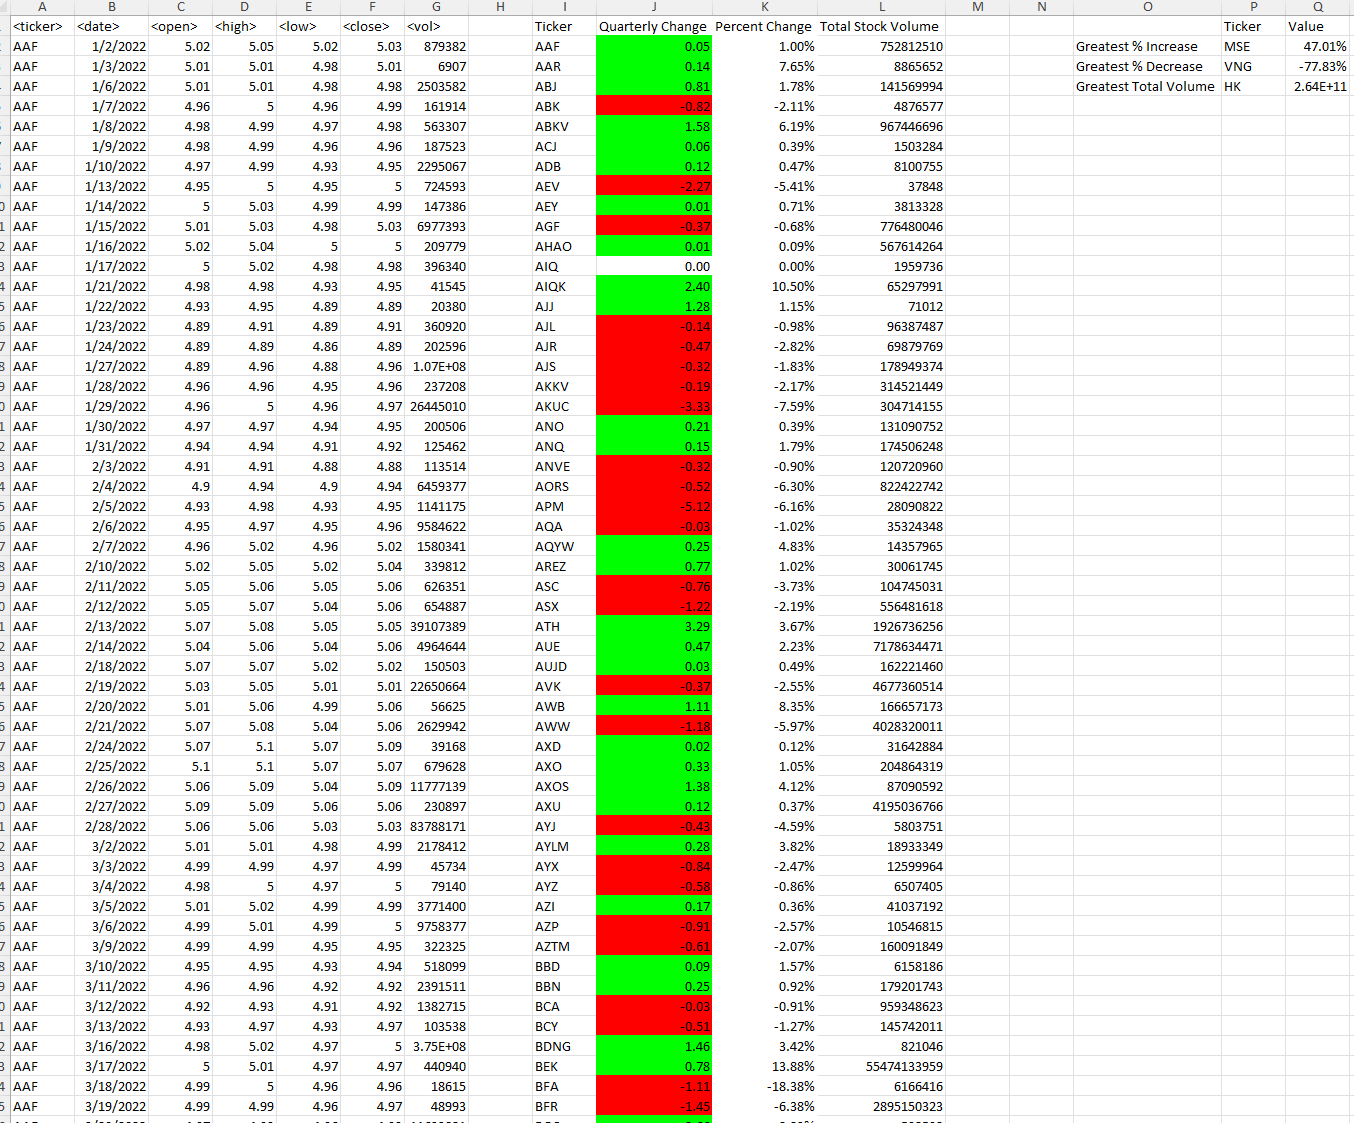 A B C D E F G H I J K L M N O P Q
<ticker> <date> <open> <high> <low> <close> <vol> Ticker Quarterly Change Percent Change Total Stock Volume Ticker Value
AAF 1/2/2022 5.02 5.05 5.02 5.03 879382 AAF 0.05 1.00% 752812510 Greatest % Increase MSE 47.01%
AAF 1/3/2022 5.01 5.01 4.98 5.01 6907 AAR 0.14 7.65% 8865652 Greatest % Decrease VNG -77.83%
AAF 1/6/2022 5.01 5.01 4.98 4.98 2503582 ABJ 0.81 1.78% 141569994 Greatest Total Volume HK 2.64E+11
AAF 1/7/2022 4.96 5 4.96 4.99 161914 ABK -0.82 -2.11% 4876577
AAF 1/8/2022 4.98 4.99 4.97 4.98 563307 ABKV 1.58 6.19% 967446696
AAF 1/9/2022 4.98 4.99 4.96 4.96 187523 ACJ 0.06 0.39% 1503284
AAF 1/10/2022 4.97 4.99 4.93 4.95 2295067 ADB 0.12 0.47% 8100755
AAF 1/13/2022 4.95 5 4.95 5 724593 AEV -2.27 -5.41% 37848
AAF 1/14/2022 5 5.03 4.99 4.99 147386 AEY 0.01 0.71% 3813328
AAF 1/15/2022 5.01 5.03 4.98 5.03 6977393 AGF -0.37 -0.68% 776480046
AAF 1/16/2022 5.02 5.04 5 5 209779 AHAO 0.01 0.09% 567614264
AAF 1/17/2022 5 5.02 4.98 4.98 396340 AIQ 0.00 0.00% 1959736
AAF 1/21/2022 4.98 4.98 4.93 4.95 41545 AIQK 2.40 10.50% 65297991
AAF 1/22/2022 4.93 4.95 4.89 4.89 20380 AJJ 1.28 1.15% 71012
AAF 1/23/2022 4.89 4.91 4.89 4.91 360920 AJL -0.14 -0.98% 96387487
AAF 1/24/2022 4.89 4.89 4.86 4.89 202596 AJR -0.47 -2.82% 69879769
AAF 1/27/2022 4.89 4.96 4.88 4.96 1.07E+08 AJS -0.32 -1.83% 178949374
AAF 1/28/2022 4.96 4.96 4.95 4.96 237208 AKKV -0.19 -2.17% 314521449
AAF 1/29/2022 4.96 5 4.96 4.97 26445010 AKUC -3.33 -7.59% 304714155
AAF 1/30/2022 4.97 4.97 4.94 4.95 200506 ANO 0.21 0.39% 131090752
AAF 1/31/2022 4.94 4.94 4.91 4.92 125462 ANQ 0.15 1.79% 174506248
AAF 2/3/2022 4.91 4.91 4.88 4.88 113514 ANVE -0.32 -0.90% 120720960
AAF 2/4/2022 4.9 4.94 4.9 4.94 6459377 AORS -0.52 -6.30% 822422742
AAF 2/5/2022 4.93 4.98 4.93 4.95 1141175 APM -5.12 -6.16% 28090822
AAF 2/6/2022 4.95 4.97 4.95 4.96 9584622 AQA -0.03 -1.02% 35324348
AAF 2/7/2022 4.96 5.02 4.96 5.02 1580341 AQYW 0.25 4.83% 14357965
AAF 2/10/2022 5.02 5.05 5.02 5.04 339812 AREZ 0.77 1.02% 30061745
AAF 2/11/2022 5.05 5.06 5.05 5.06 626351 ASC -0.76 -3.73% 104745031
AAF 2/12/2022 5.05 5.07 5.04 5.06 654887 ASX -1.22 -2.19% 556481618
AAF 2/13/2022 5.07 5.08 5.05 5.05 39107389 ATH 3.29 3.67% 1926736256
AAF 2/14/2022 5.04 5.06 5.04 5.06 4964644 AUE 0.47 2.23% 7178634471
AAF 2/18/2022 5.07 5.07 5.02 5.02 150503 AUJD 0.03 0.49% 162221460
AAF 2/19/2022 5.03 5.05 5.01 5.01 22650664 AVK -0.37 -2.55% 4677360514
AAF 2/20/2022 5.01 5.06 4.99 5.06 56625 AWB 1.11 8.35% 166657173
AAF 2/21/2022 5.07 5.08 5.04 5.06 2629942 AWW -1.18 -5.97% 4028320011
AAF 2/24/2022 5.07 5.1 5.07 5.09 39168 AXD 0.02 0.12% 31642884
AAF 2/25/2022 5.1 5.1 5.07 5.07 679628 AXO 0.33 1.05% 204864319
AAF 2/26/2022 5.06 5.09 5.04 5.09 11777139 AXOS 1.38 4.12% 87090592
AAF 2/27/2022 5.09 5.09 5.06 5.06 230897 AXU 0.12 0.37% 4195036766
AAF 2/28/2022 5.06 5.06 5.03 5.03 83788171 AYJ -0.43 -4.59% 5803751
AAF 3/2/2022 5.01 5.01 4.98 4.99 2178412 AYLM 0.28 3.82% 18933349
AAF 3/3/2022 4.99 4.99 4.97 4.99 45734 AYX -0.84 -2.47% 12599964
AAF 3/4/2022 4.98 5 4.97 5 79140 AYZ -0.58 -0.86% 6507405
AAF 3/5/2022 5.01 5.02 4.99 4.99 3771400 AZI 0.17 0.36% 41037192
AAF 3/6/2022 4.99 5.01 4.99 5 9758377 AZP -0.91 -2.57% 10546815
AAF 3/9/2022 4.99 4.99 4.95 4.95 322325 AZTM -0.61 -2.07% 160091849
AAF 3/10/2022 4.95 4.95 4.93 4.94 518099 BBD 0.09 1.57% 6158186
AAF 3/11/2022 4.96 4.96 4.92 4.92 2391511 BBN 0.25 0.92% 179201743
AAF 3/12/2022 4.92 4.93 4.91 4.92 1382715 BCA -0.03 -0.91% 959348623
AAF 3/13/2022 4.93 4.97 4.93 4.97 103538 BCY -0.51 -1.27% 145742011
AAF 3/16/2022 4.98 5.02 4.97 5 3.75E+08 BDNG 1.46 3.42% 821046
AAF 3/17/2022 5 5.01 4.97 4.97 440940 BEK 0.78 13.88% 55474133959
AAF 3/18/2022 4.99 5 4.96 4.96 18615 BFA -1.11 -18.38% 6166416
AAF 3/19/2022 4.99 4.99 4.96 4.97 48993 BFR -1.45 -6.38% 2895150323